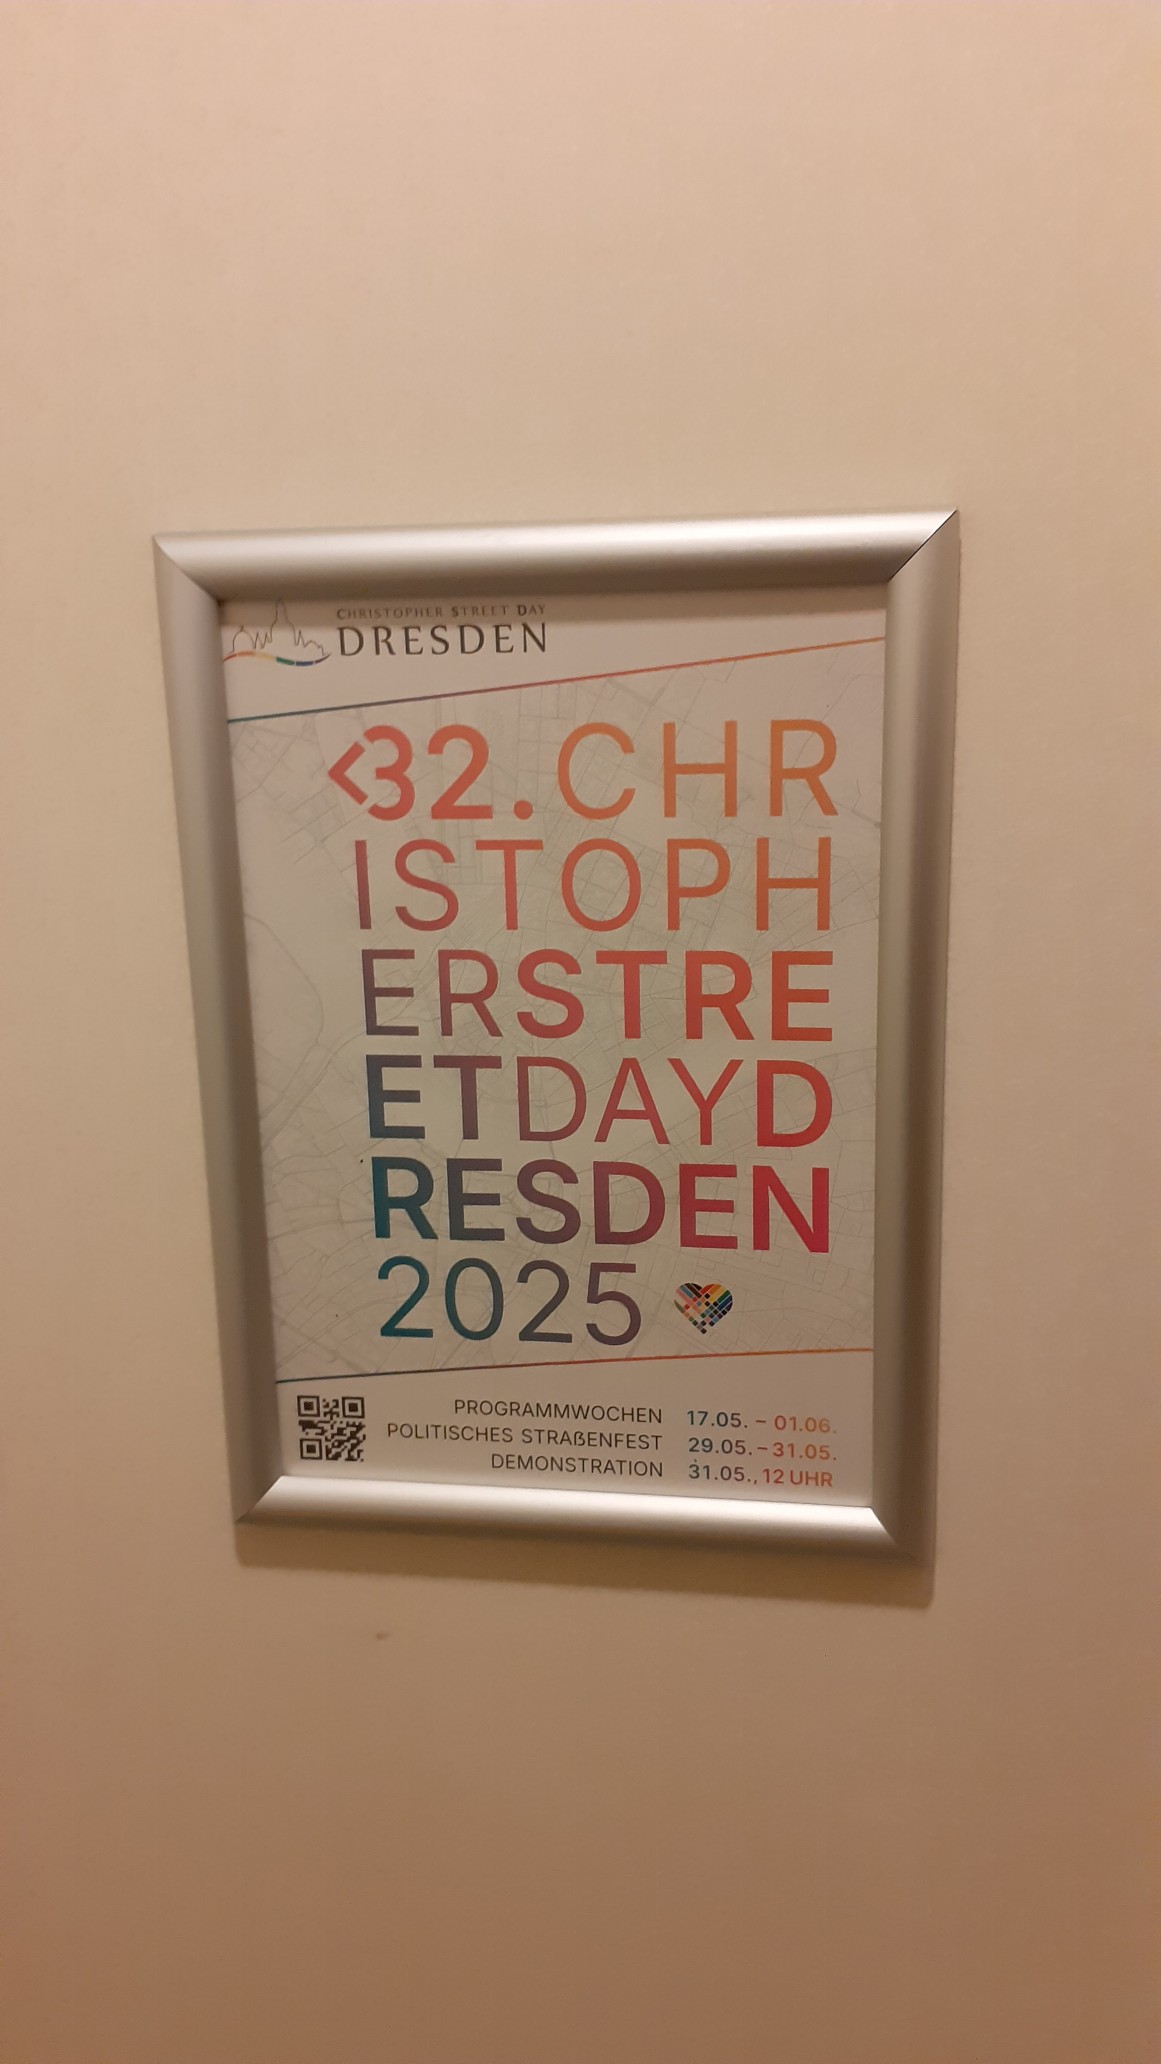 CHRISTOPHER STREET DAY
DRESDEN
<32. CHR
ISTOPH
ERSTRE
ETDAYD
RESDEN
2025
PROGRAMMWOCHEN 17.05. – 01.06.
POLITISCHES STRAßENFEST 29.05. – 31.05.
DEMONSTRATION 31.05., 12 UHR